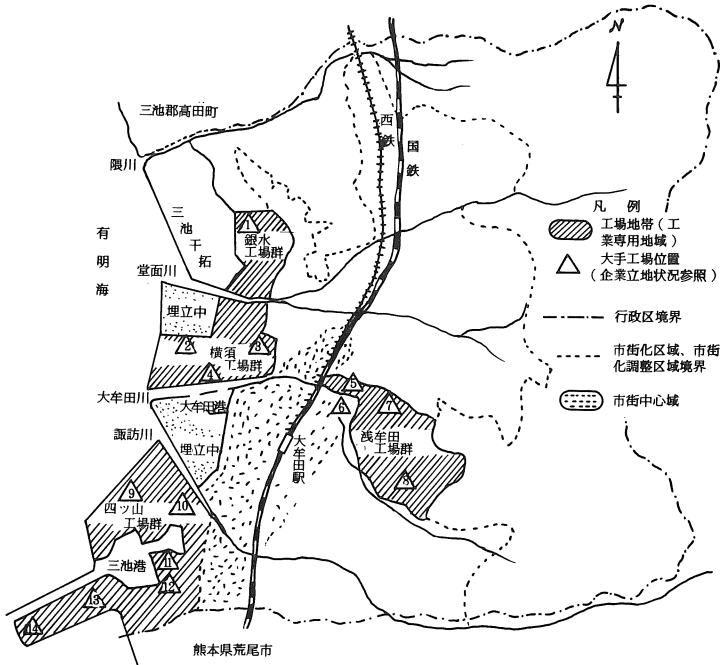 N
三池郡高田町
西鉄
国鉄
隈川
三池干拓
有明海
1
銀水
工場群
堂面川
埋立中
2
横須
工場群
3
4
大牟田川
大牟田港
諏訪川
埋立中
大牟田駅
5
6
7
浅牟田
工場群
8
9
四ッ山
工場群
10
三池港
11
12
13
14
熊本県荒尾市
凡例
工場地帯(工
業専用地域)
大手工場位置
(企業立地状況参照)
行政区境界
市街化区域、市街
化調整区域境界
市街中心域